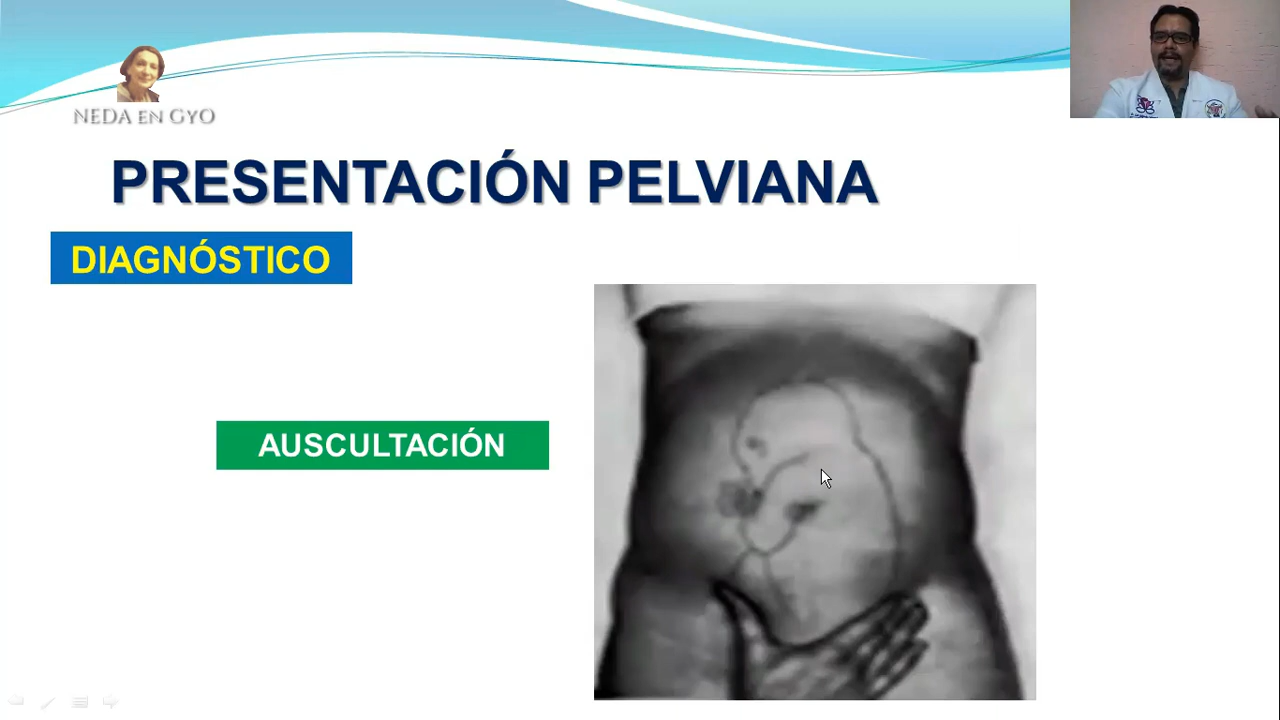 NEDA EN GYO
PRESENTACIÓN PELVIANA
DIAGNÓSTICO
AUSCULTACIÓN